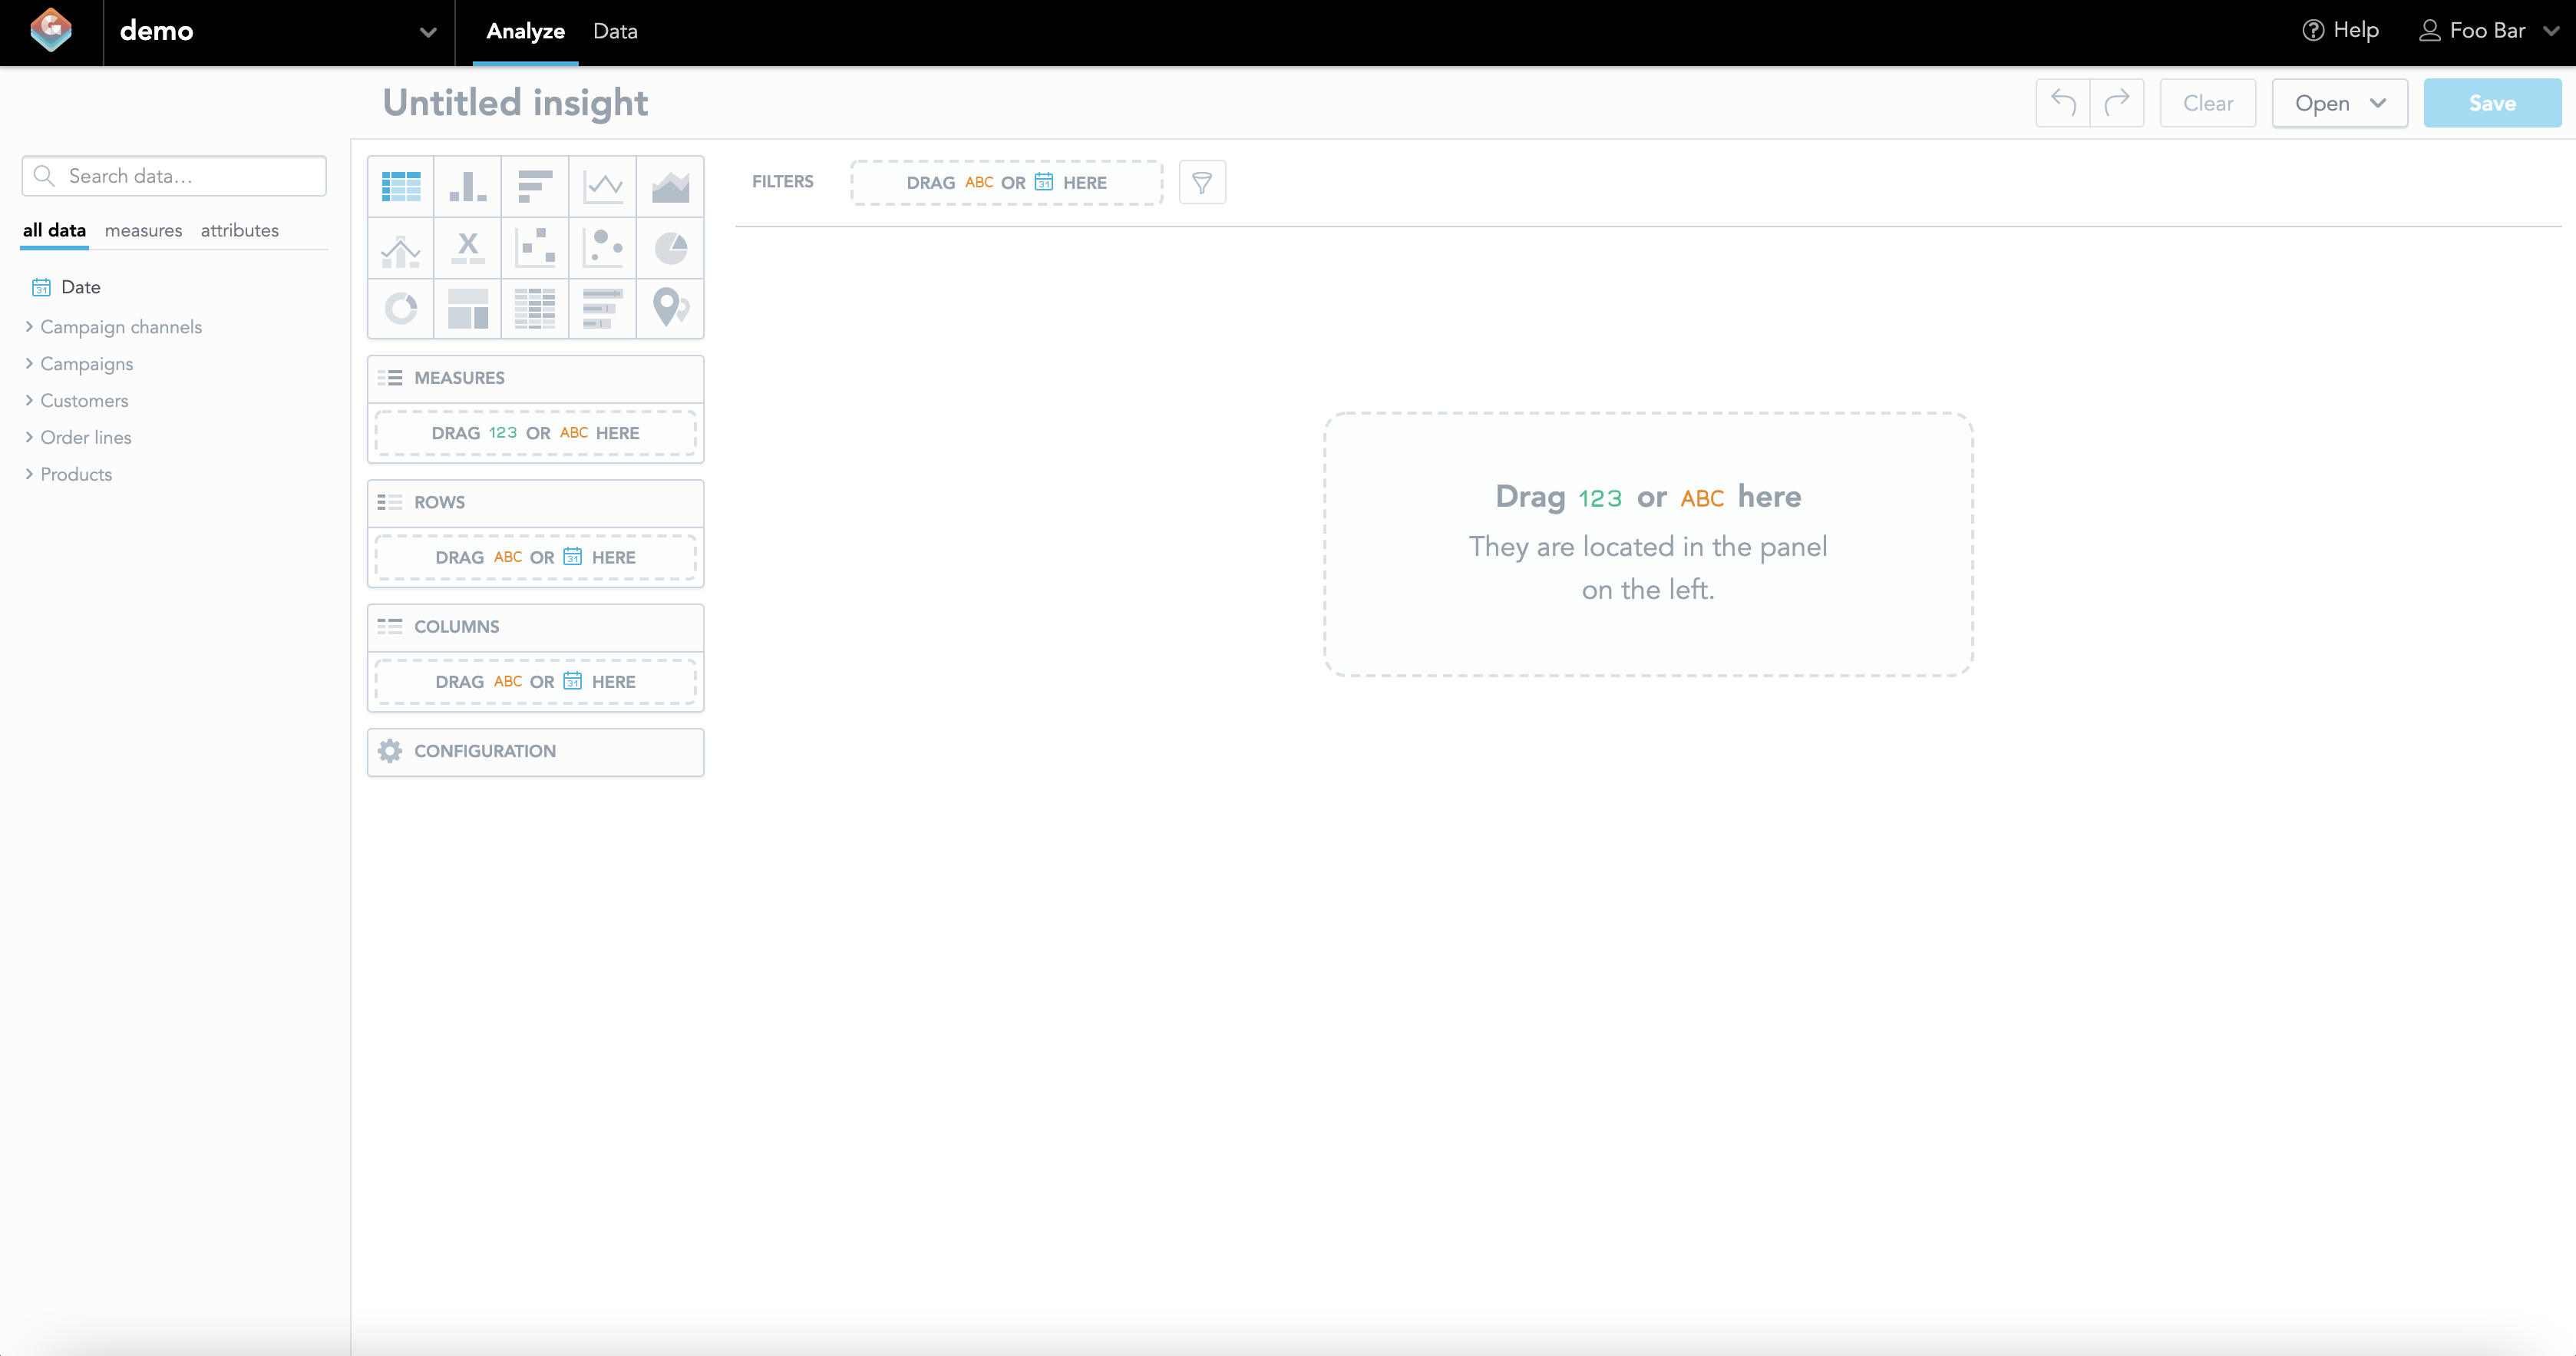 demo
Analyze
Data
Help
Foo Bar
Untitled insight
Clear
Open
Save
Search data…
all data
measures
attributes
31 Date
Campaign channels
Campaigns
Customers
Order lines
Products
X
MEASURES
DRAG 123 OR ABC HERE
ROWS
DRAG ABC OR 31 HERE
COLUMNS
DRAG ABC OR 31 HERE
CONFIGURATION
FILTERS
DRAG ABC OR 31 HERE
Drag 123 or ABC here
They are located in the panel
on the left.